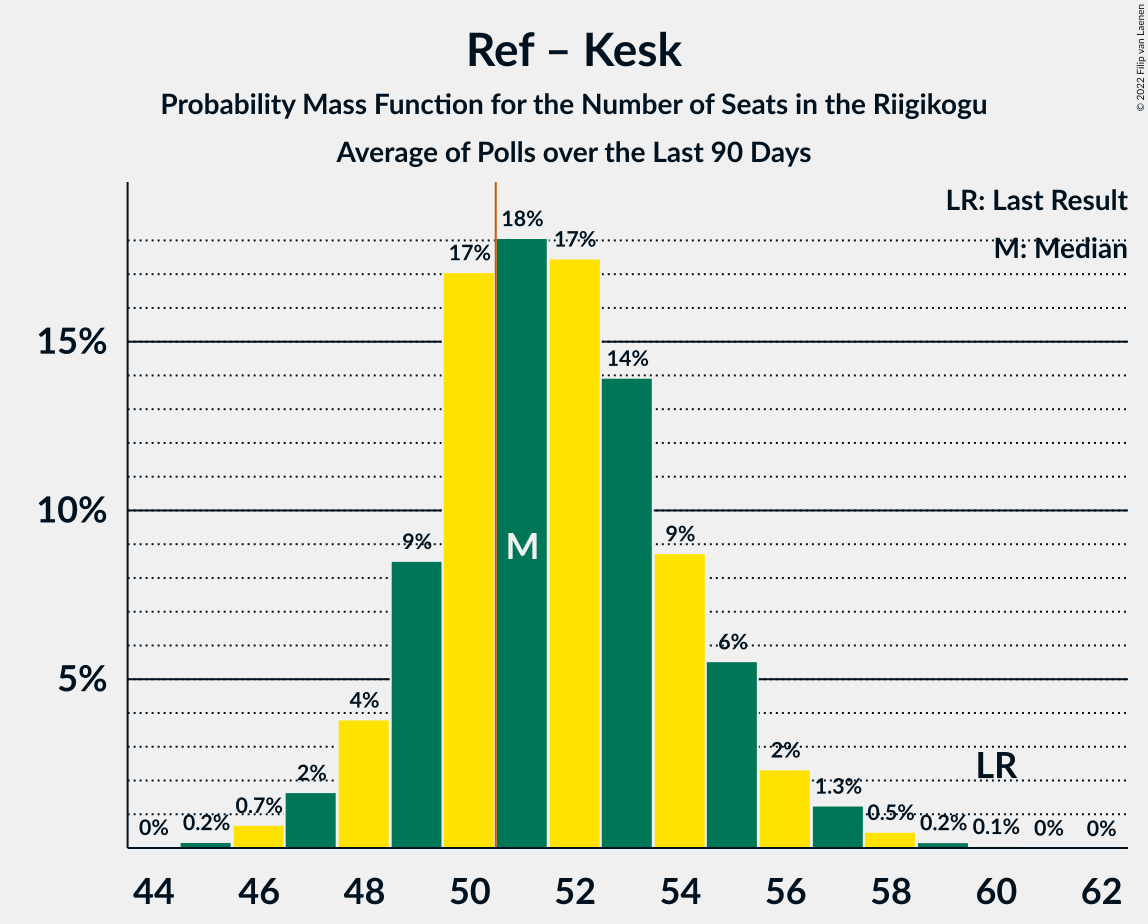 Ref – Kesk
Probability Mass Function for the Number of Seats in the Riigikogu
Average of Polls over the Last 90 Days
© 2022 Filip van Laenen
LR: Last Result
M: Median
15%
10%
5%
0%
0.2%
0.7%
2%
4%
9%
17%
18%
17%
14%
9%
6%
2%
1.3%
0.5%
0.2%
0.1%
0%
0%
M
LR
44 46 48 50 52 54 56 58 60 62